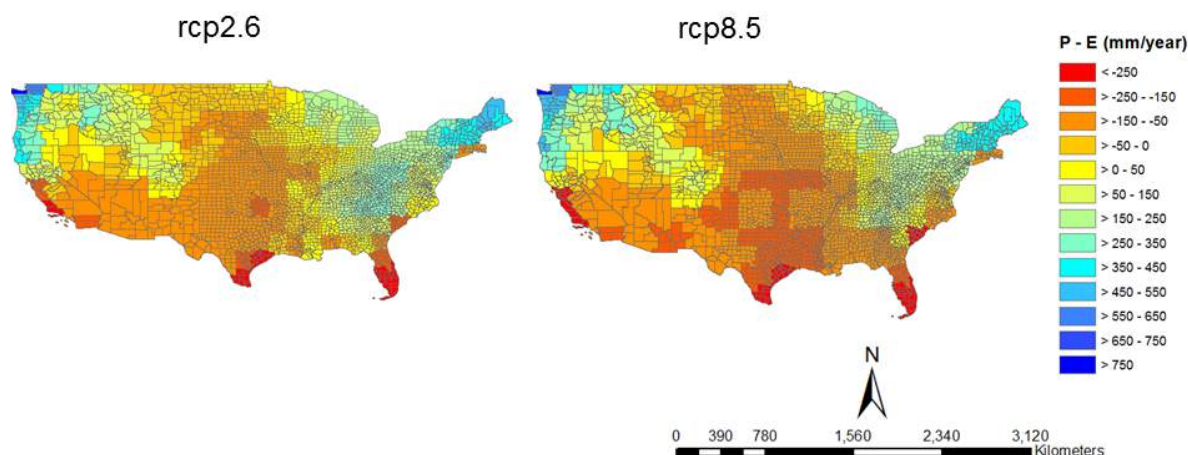 rcp2.6
rcp8.5
P - E (mm/year)
< -250
> -250 - -150
> -150 - -50
> -50 - 0
> 0 - 50
> 50 - 150
> 150 - 250
> 250 - 350
> 350 - 450
> 450 - 550
> 550 - 650
> 650 - 750
> 750
N
0 390 780 1,560 2,340 3,120
Kilometers